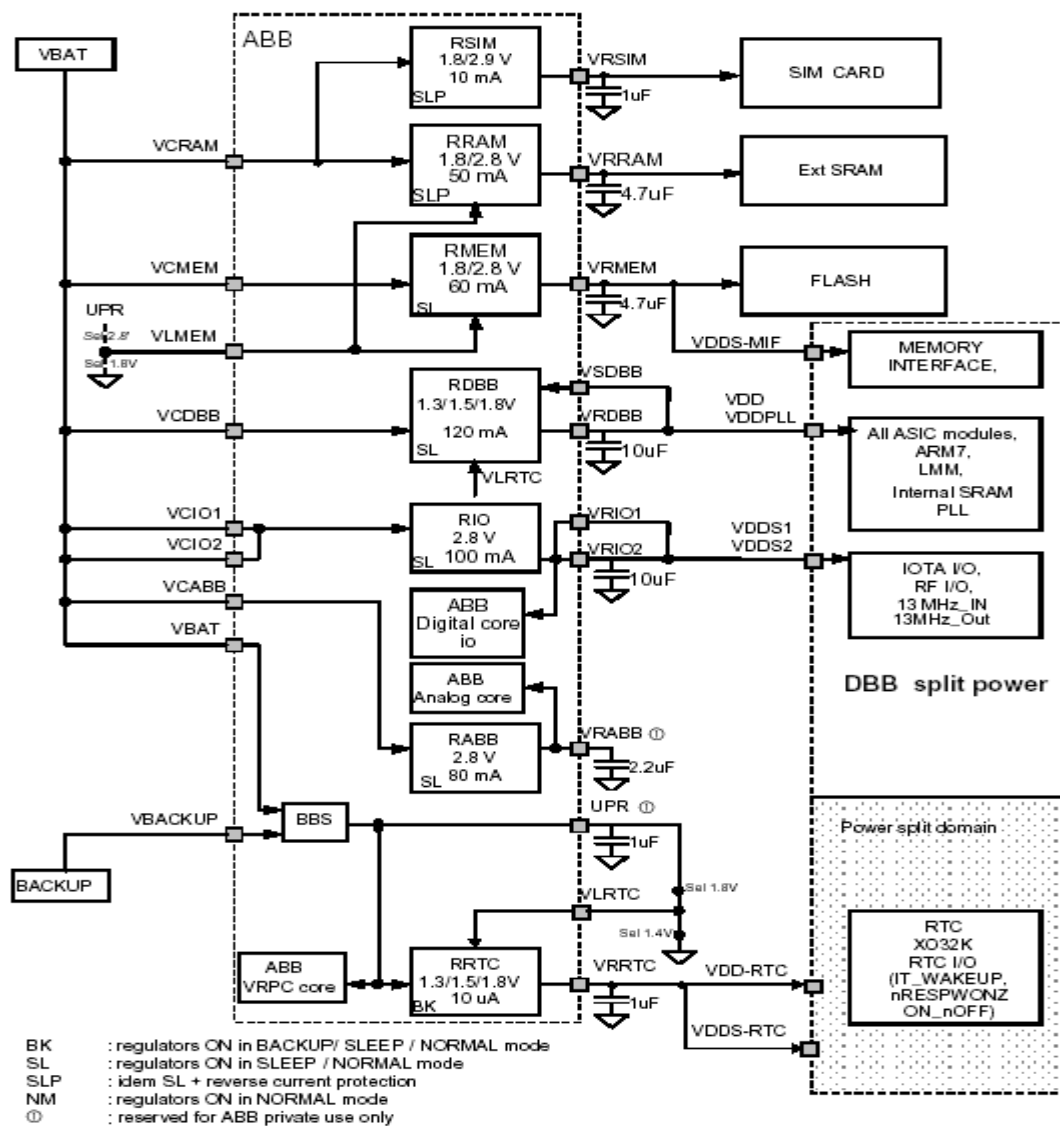 VBAT
ABB
RSIM
1.8/2.9 V
10 mA
SLP
VRSIM
1uF
SIM CARD
VCRAM
RRAM
1.8/2.8 V
50 mA
SLP
VRRAM
4.7uF
Ext SRAM
VCMEM
RMEM
1.8/2.8 V
60 mA
SL
VRMEM
4.7uF
FLASH
UPR
Sel 2.8'
Sel 1.8V
VLMEM
VDDS-MIF
MEMORY
INTERFACE,
VCDBB
RDBB
1.3/1.5/1.8V
120 mA
SL
VSDBB
VRDBB
10uF
VDD
VDDPLL
All ASIC modules,
ARM7,
LMM,
Internal SRAM
PLL
VLRTC
VCIO1
VCIO2
RIO
2.8 V
100 mA
SL
VRIO1
VRIO2
10uF
VDDS1
VDDS2
IOTA I/O,
RF I/O,
13 MHz_IN
13MHz_Out
VCABB
VBAT
ABB
Digital core
io
ABB
Analog core
DBB split power
RABB
2.8 V
80 mA
SL
VRABB ①
2.2uF
VBACKUP
BBS
UPR ①
1uF
BACKUP
Power split domain
Sel 1.8V
VLRTC
Sel 1.4V
ABB
VRPC core
RRTC
1.3/1.5/1.8V
10 uA
BK
VRRTC
1uF
VDD-RTC
VDDS-RTC
RTC
XO32K
RTC I/O
(IT_WAKEUP,
nRESPWONZ
ON_nOFF)
BK : regulators ON in BACKUP/ SLEEP / NORMAL mode
SL : regulators ON in SLEEP / NORMAL mode
SLP : idem SL + reverse current protection
NM : regulators ON in NORMAL mode
① : reserved for ABB private use only